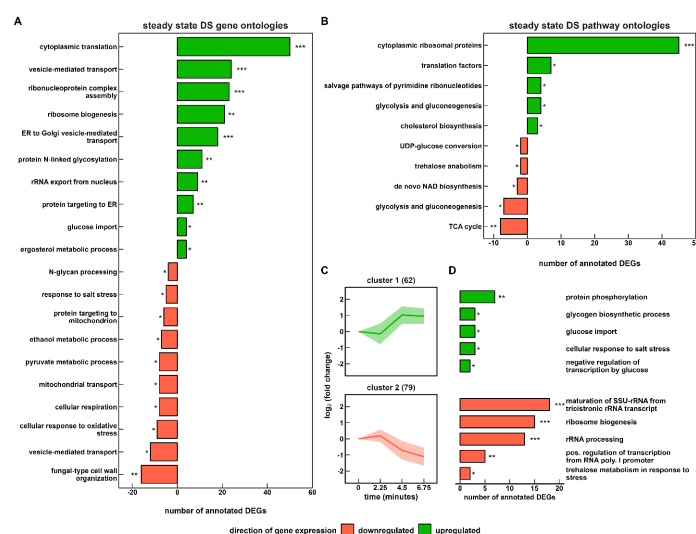 A
steady state DS gene ontologies
cytoplasmic translation
***
vesicle-mediated transport
***
ribonucleoprotein complex
assembly
***
ribosome biogenesis
**
ER to Golgi vesicle-mediated
transport
***
protein N-linked glycosylation
**
rRNA export from nucleus
**
protein targeting to ER
**
glucose import
*
ergosterol metabolic process
*
N-glycan processing
*
response to salt stress
*
protein targeting to
mitochondrion
*
ethanol metabolic process
*
pyruvate metabolic process
*
mitochondrial transport
*
cellular respiration
*
cellular response to oxidative
stress
*
vesicle-mediated transport
*
fungal-type cell wall
organization
**
-20 0 20 40 60
number of annotated DEGs
B
steady state DS pathway ontologies
cytoplasmic ribosomal proteins
***
translation factors
*
salvage pathways of pyrimidine ribonucleotides
*
glycolysis and gluconeogenesis
*
cholesterol biosynthesis
*
UDP-glucose conversion
*
trehalose anabolism
*
de novo NAD biosynthesis
*
glycolysis and gluconeogenesis
*
TCA cycle
**
-10 0 10 20 30 40 50
number of annotated DEGs
C
cluster 1 (62)
2
1
0
-1
cluster 2 (79)
2
1
0
-1
log₂ (fold change)
0 2.25 4.5 6.75
time (minutes)
D
** protein phosphorylation
* glycogen biosynthetic process
* glucose import
* cellular response to salt stress
* negative regulation of
transcription by glucose
*** maturation of SSU-rRNA from
tricistronic rRNA transcript
*** ribosome biogenesis
*** rRNA processing
** pos. regulation of transcription
from RNA poly. I promoter
* trehalose metabolism in response to
stress
0 5 10 15 20
number of annotated DEGs
direction of gene expression downregulated upregulated